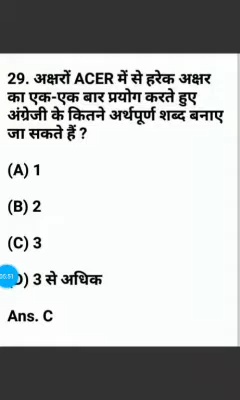 29. अक्षरों ACER में से हरेक अक्षर
का एक-एक बार प्रयोग करते हुए
अंग्रेजी के कितने अर्थपूर्ण शब्द बनाए
जा सकते हैं ?
(A) 1
(B) 2
(C) 3
D) 3 से अधिक
Ans. C